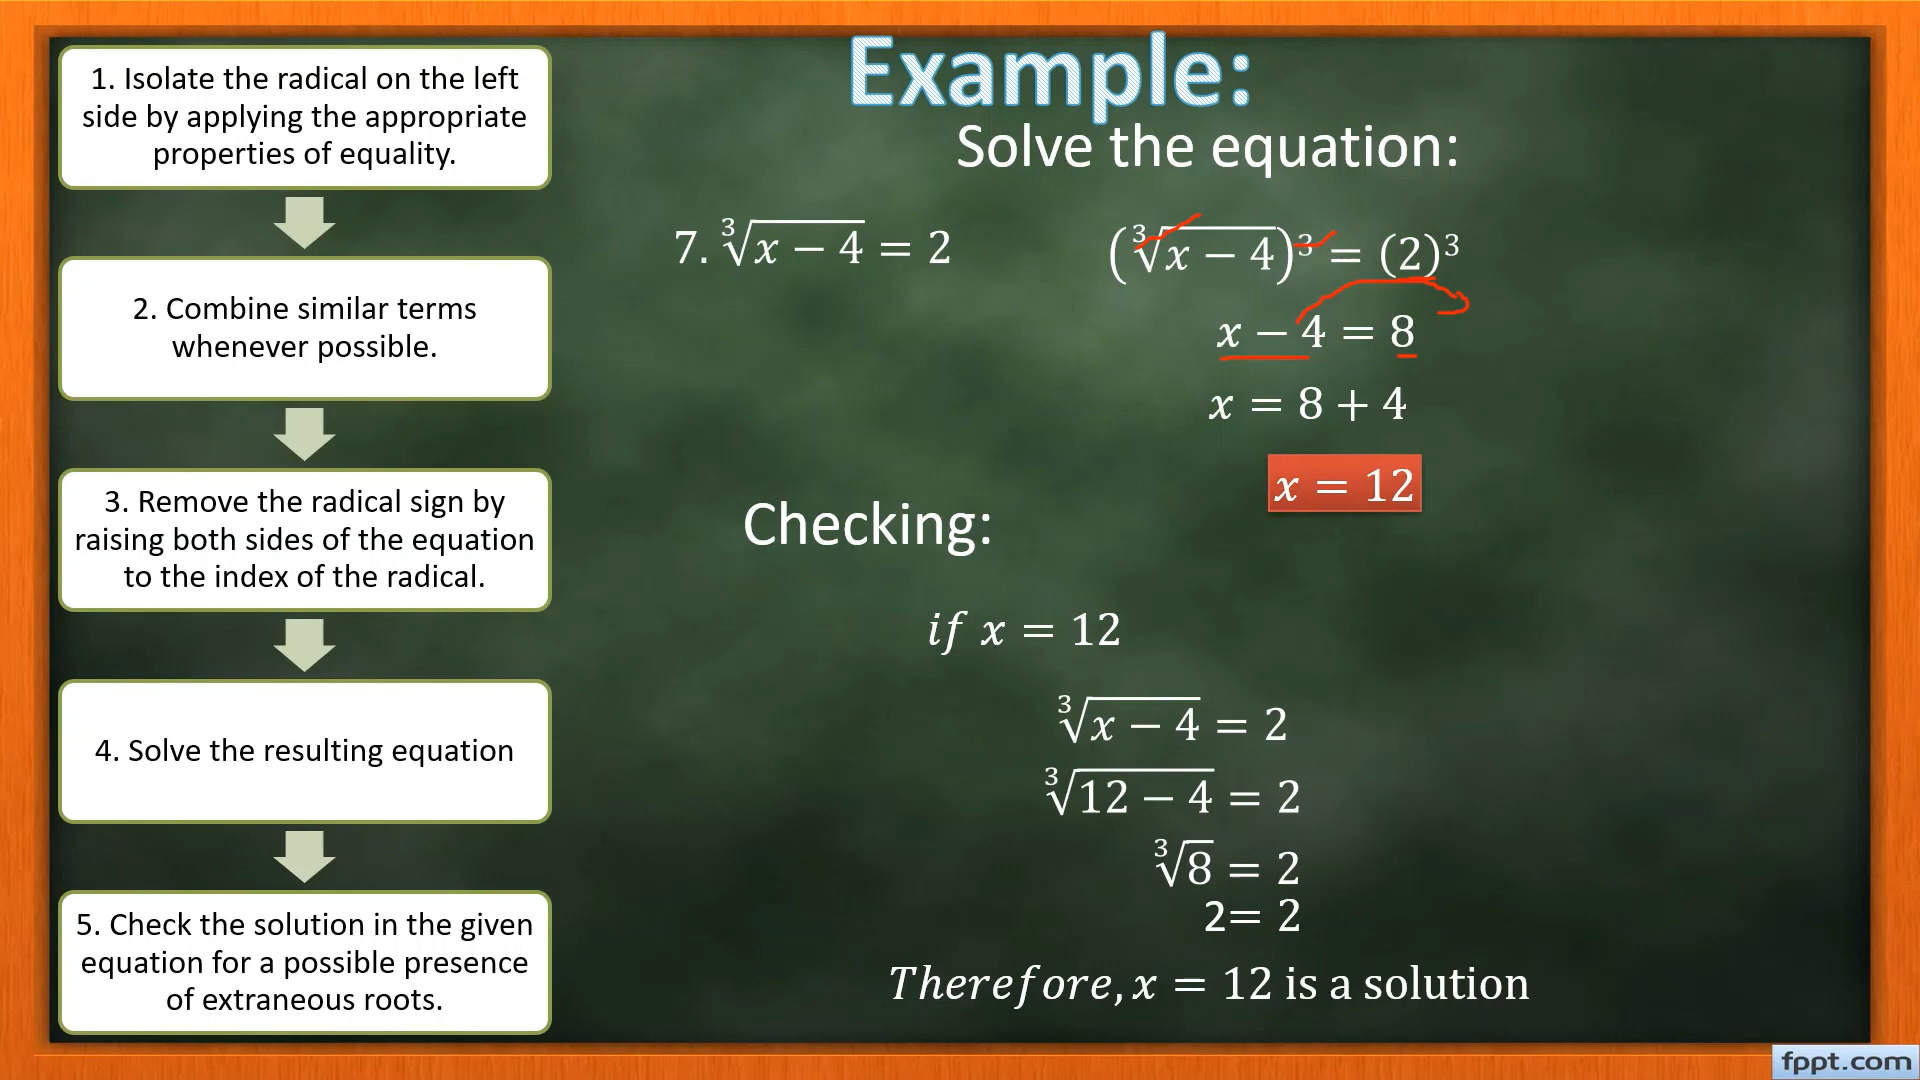 1. Isolate the radical on the left
side by applying the appropriate
properties of equality.
2. Combine similar terms
whenever possible.
3. Remove the radical sign by
raising both sides of the equation
to the index of the radical.
4. Solve the resulting equation
5. Check the solution in the given
equation for a possible presence
of extraneous roots.
Example:
Solve the equation:
7. ∛(x − 4) = 2
(∛(x − 4))³ = (2)³
x − 4 = 8
x = 8 + 4
x = 12
Checking:
if x = 12
∛(x − 4) = 2
∛(12 − 4) = 2
∛8 = 2
2= 2
Therefore, x = 12 is a solution
fppt.com